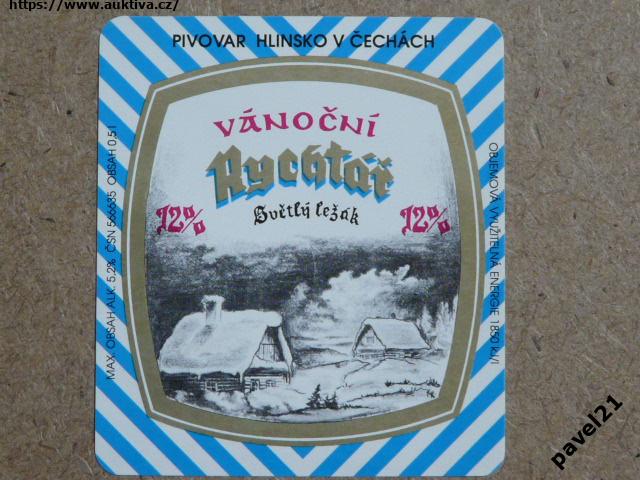 https://www.auktiva.cz/
PIVOVAR HLINSKO V ČECHÁCH
VÁNOČNÍ
Rychtář
12% 12%
Světlý ležák
MAX. OBSAH ALK. 5,2% ČSN 566635 OBSAH 0,5 l
OBJEMOVÁ VYUŽITELNÁ ENERGIE 1850 kJ/l
pavel21